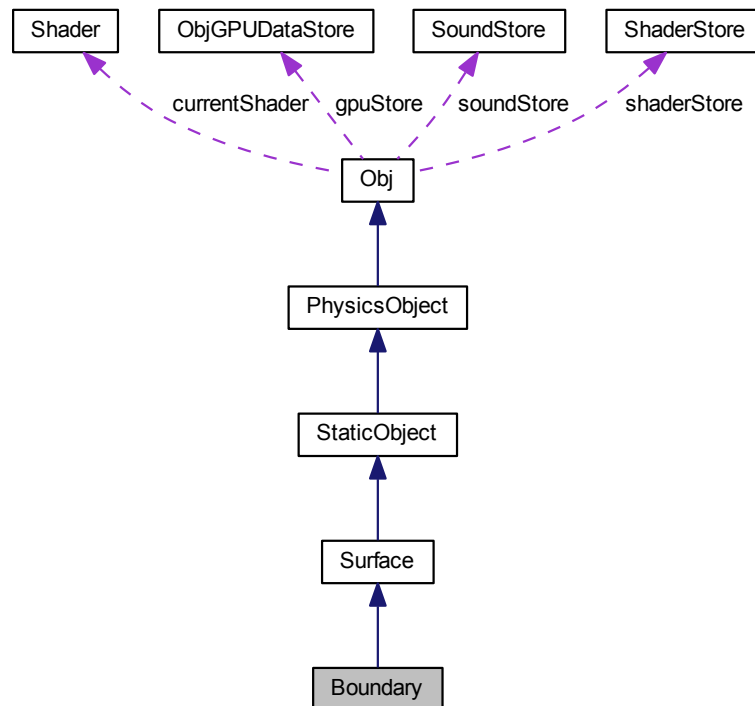 Shader
ObjGPUDataStore
SoundStore
ShaderStore
currentShader
gpuStore
soundStore
shaderStore
Obj
PhysicsObject
StaticObject
Surface
Boundary